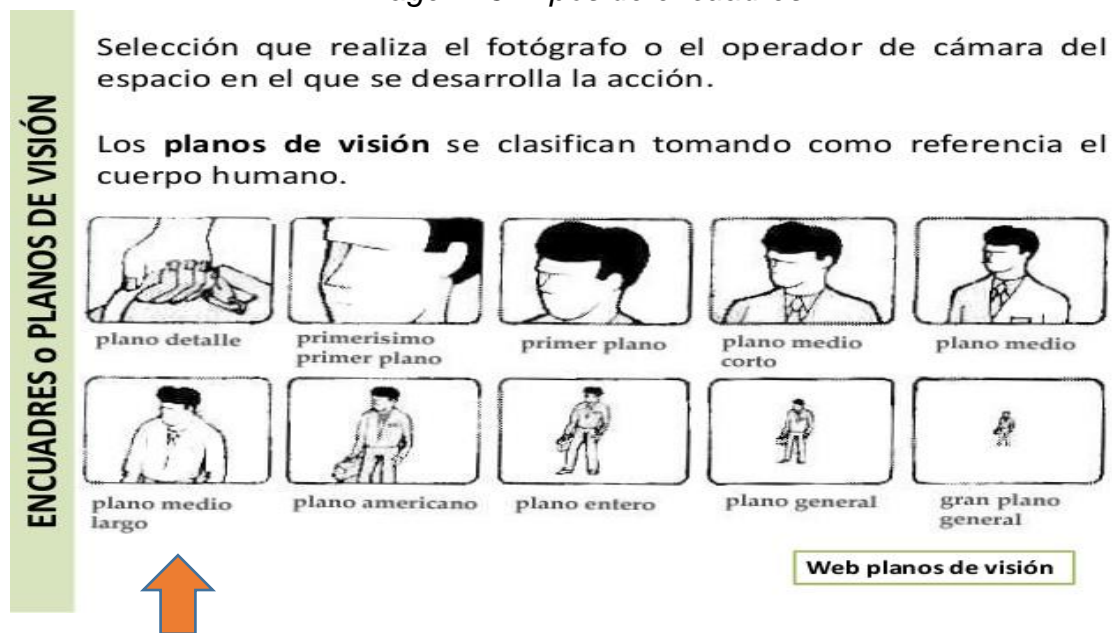 Selección que realiza el fotógrafo o el operador de cámara del
espacio en el que se desarrolla la acción.
Los planos de visión se clasifican tomando como referencia el
cuerpo humano.
ENCUADRES o PLANOS DE VISIÓN
plano detalle
primerisimo
primer plano
primer plano
plano medio
corto
plano medio
plano medio
largo
plano americano
plano entero
plano general
gran plano
general
Web planos de visión